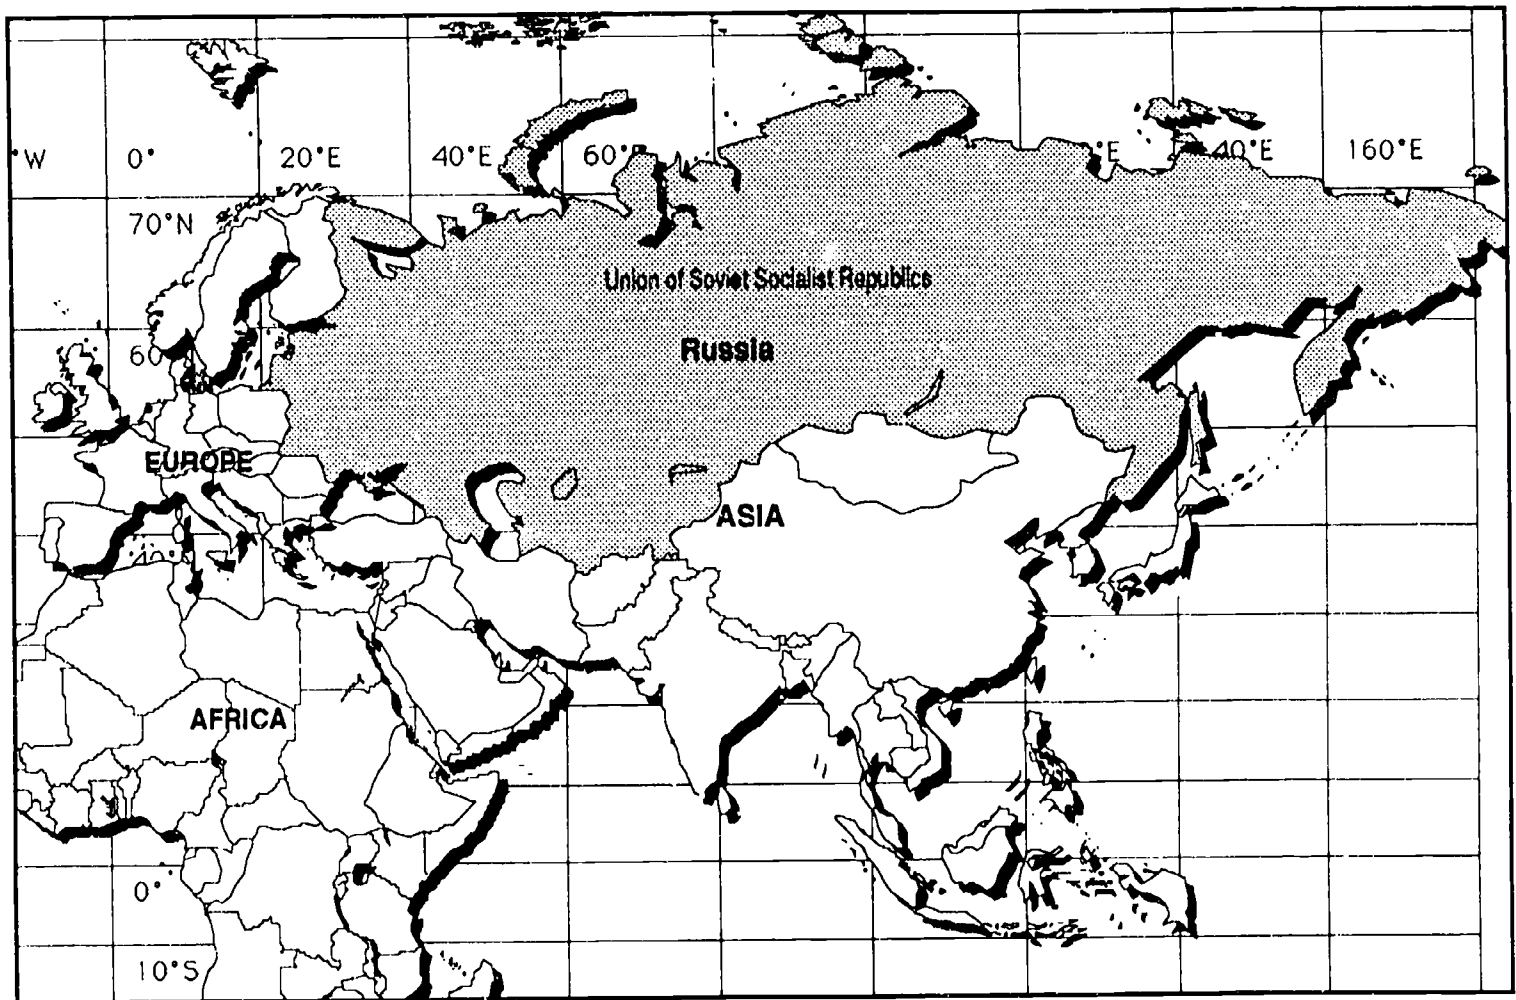 °W 0° 20°E 40°E 60°E °E 40°E 160°E
70°N
Union of Soviet Socialist Republics
Russia
60
EUROPE
ASIA
40°
AFRICA
0°
10°S